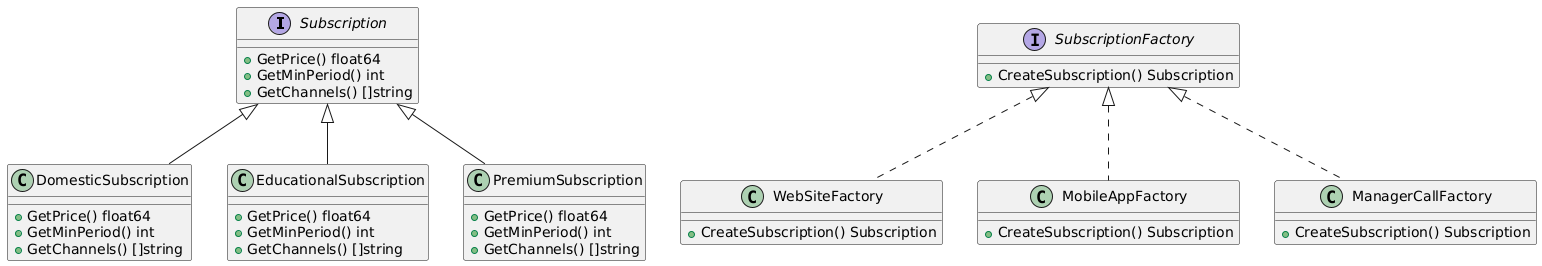 I Subscription
GetPrice() float64
GetMinPeriod() int
GetChannels() []string
I SubscriptionFactory
CreateSubscription() Subscription
C DomesticSubscription
GetPrice() float64
GetMinPeriod() int
GetChannels() []string
C EducationalSubscription
GetPrice() float64
GetMinPeriod() int
GetChannels() []string
C PremiumSubscription
GetPrice() float64
GetMinPeriod() int
GetChannels() []string
C WebSiteFactory
CreateSubscription() Subscription
C MobileAppFactory
CreateSubscription() Subscription
C ManagerCallFactory
CreateSubscription() Subscription